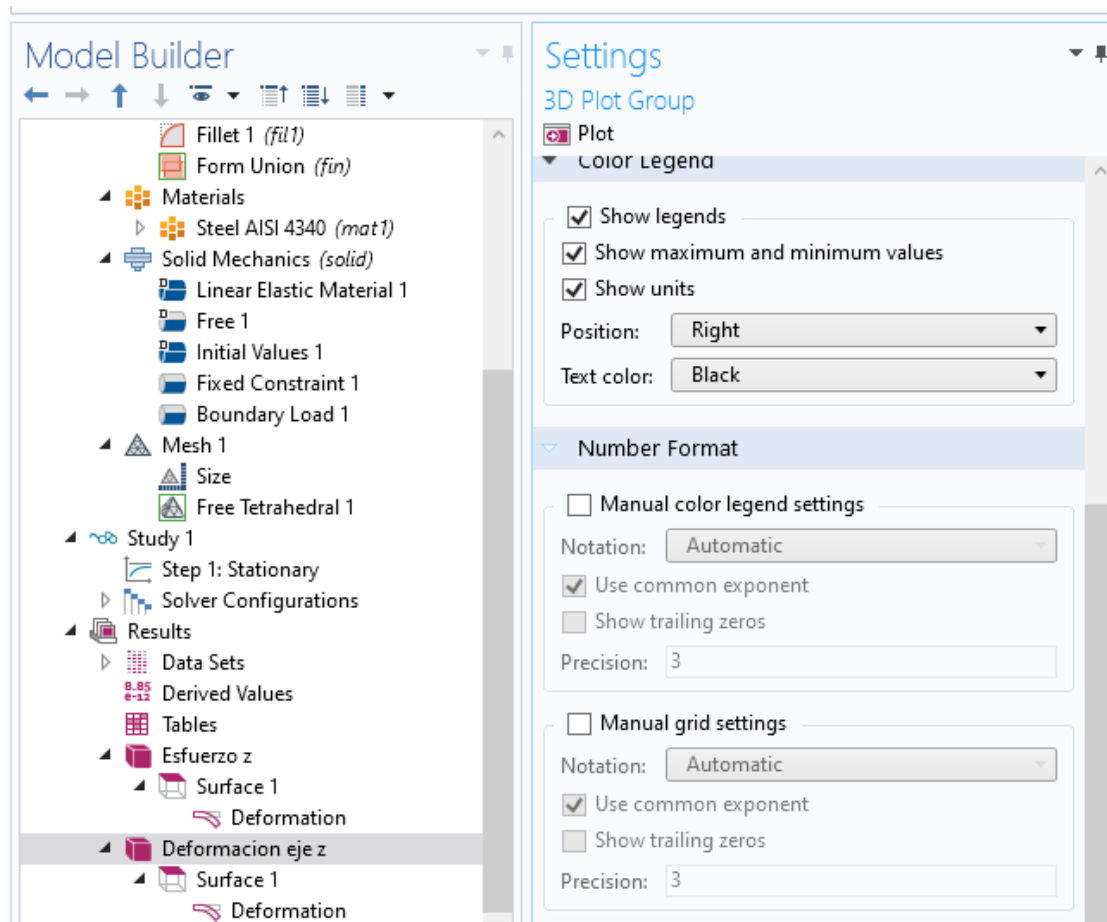 Model Builder
Fillet 1 (fil1)
Form Union (fin)
Materials
Steel AISI 4340 (mat1)
Solid Mechanics (solid)
Linear Elastic Material 1
Free 1
Initial Values 1
Fixed Constraint 1
Boundary Load 1
Mesh 1
Size
Free Tetrahedral 1
Study 1
Step 1: Stationary
Solver Configurations
Results
Data Sets
8.85
e-12
Derived Values
Tables
Esfuerzo z
Surface 1
Deformation
Deformacion eje z
Surface 1
Deformation
Settings
3D Plot Group
Plot
Color Legend
Show legends
Show maximum and minimum values
Show units
Position: Right
Text color: Black
Number Format
Manual color legend settings
Notation: Automatic
Use common exponent
Show trailing zeros
Precision: 3
Manual grid settings
Notation: Automatic
Use common exponent
Show trailing zeros
Precision: 3